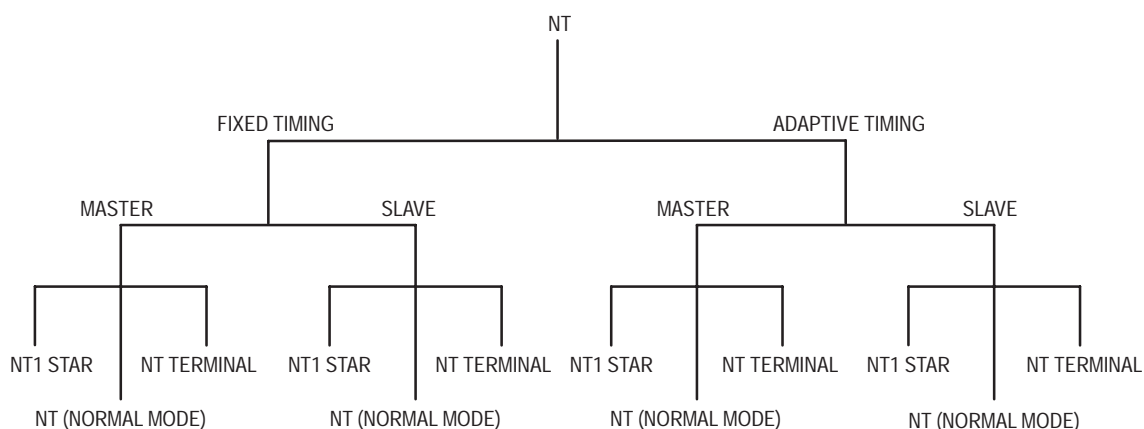 NT
FIXED TIMING
ADAPTIVE TIMING
MASTER
SLAVE
MASTER
SLAVE
NT1 STAR
NT TERMINAL
NT1 STAR
NT TERMINAL
NT1 STAR
NT TERMINAL
NT1 STAR
NT TERMINAL
NT (NORMAL MODE)
NT (NORMAL MODE)
NT (NORMAL MODE)
NT (NORMAL MODE)